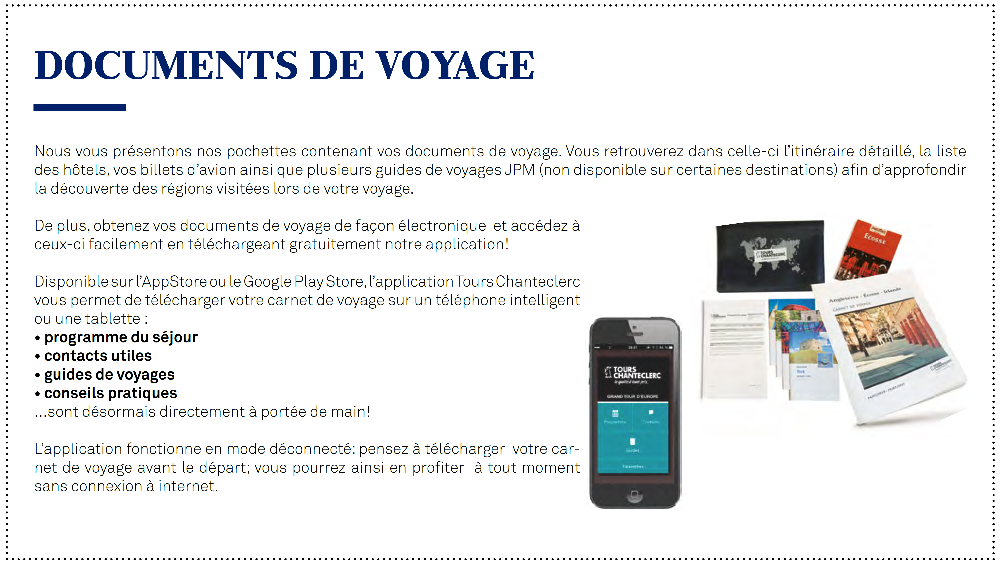 DOCUMENTS DE VOYAGE
Nous vous présentons nos pochettes contenant vos documents de voyage. Vous retrouverez dans celle-ci l’itinéraire détaillé, la liste
des hôtels, vos billets d’avion ainsi que plusieurs guides de voyages JPM (non disponible sur certaines destinations) afin d’approfondir
la découverte des régions visitées lors de votre voyage.
De plus, obtenez vos documents de voyage de façon électronique et accédez à
ceux-ci facilement en téléchargeant gratuitement notre application!
Disponible sur l’AppStore ou le Google Play Store, l’application Tours Chanteclerc
vous permet de télécharger votre carnet de voyage sur un téléphone intelligent
ou une tablette :
• programme du séjour
• contacts utiles
• guides de voyages
• conseils pratiques
...sont désormais directement à portée de main!
L’application fonctionne en mode déconnecté: pensez à télécharger votre car-
net de voyage avant le départ; vous pourrez ainsi en profiter à tout moment
sans connexion à internet.
TOURS
CHANTECLERC
GRAND TOUR D'EUROPE
Programme
Contacts
Guides
Paramètres
TOURS
CHANTECLERC
ECOSSE
Angleterre - Écosse - Irlande
CARNET DE VOYAGE
York